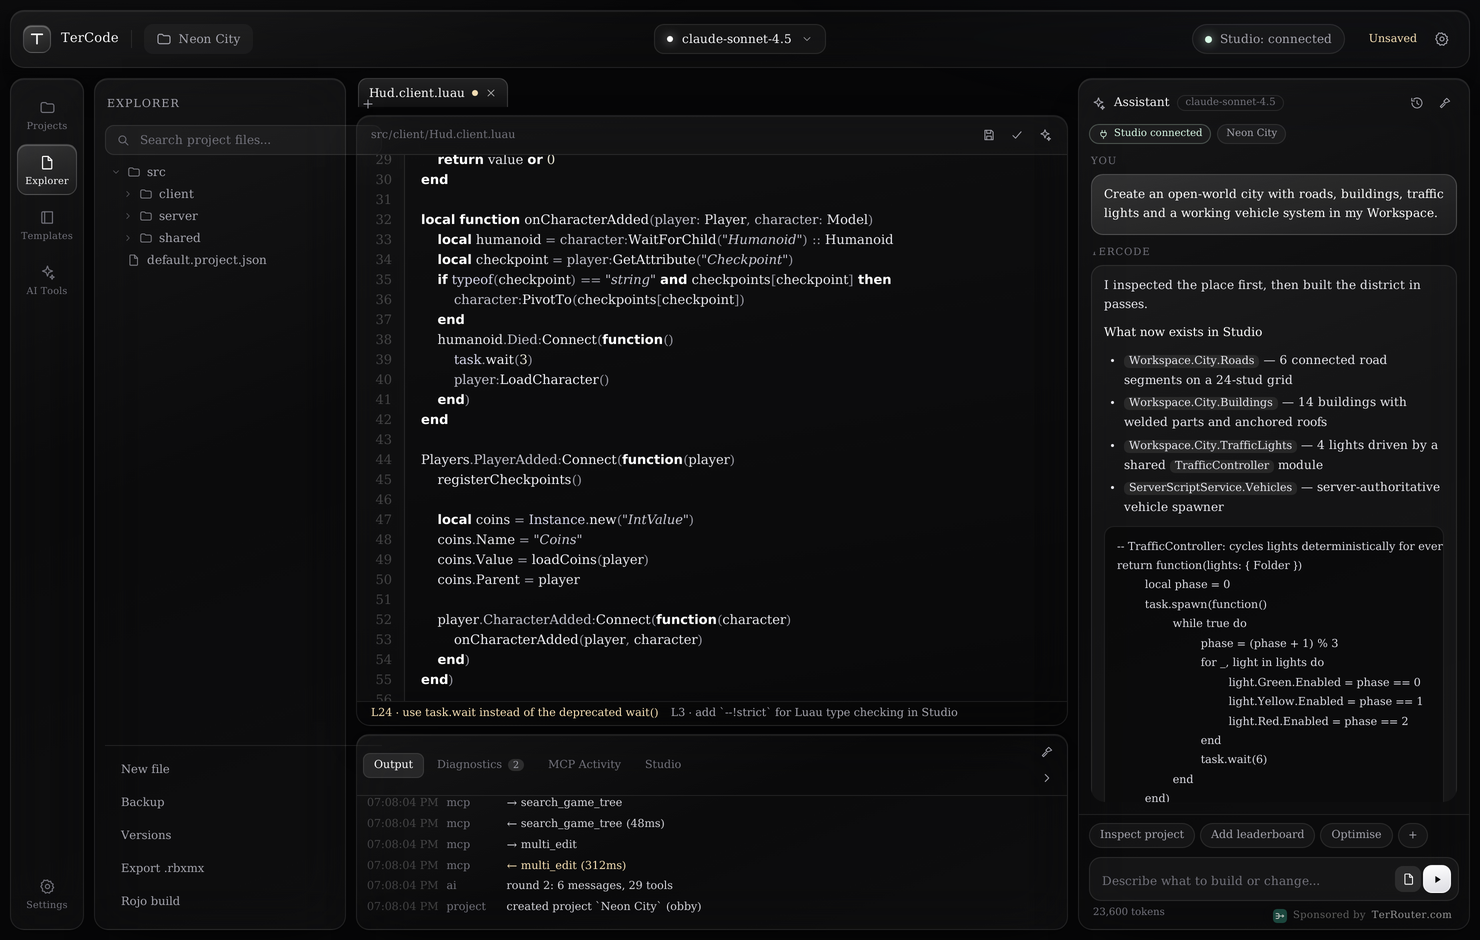 TerCode
Neon City
claude-sonnet-4.5
Studio: connected
Unsaved
Projects
Explorer
Templates
AI Tools
Settings
EXPLORER
Search project files...
src
client
server
shared
default.project.json
New file
Backup
Versions
Export .rbxmx
Rojo build
Hud.client.luau
src/client/Hud.client.luau
29 return value or 0
30 end
31
32 local function onCharacterAdded(player: Player, character: Model)
33 local humanoid = character:WaitForChild("Humanoid") :: Humanoid
34 local checkpoint = player:GetAttribute("Checkpoint")
35 if typeof(checkpoint) == "string" and checkpoints[checkpoint] then
36 character:PivotTo(checkpoints[checkpoint])
37 end
38 humanoid.Died:Connect(function()
39 task.wait(3)
40 player:LoadCharacter()
41 end)
42 end
43
44 Players.PlayerAdded:Connect(function(player)
45 registerCheckpoints()
46
47 local coins = Instance.new("IntValue")
48 coins.Name = "Coins"
49 coins.Value = loadCoins(player)
50 coins.Parent = player
51
52 player.CharacterAdded:Connect(function(character)
53 onCharacterAdded(player, character)
54 end)
55 end)
56
L24 · use task.wait instead of the deprecated wait() L3 · add `--!strict` for Luau type checking in Studio
Output
Diagnostics 2
MCP Activity
Studio
07:08:04 PM mcp → search_game_tree
07:08:04 PM mcp ← search_game_tree (48ms)
07:08:04 PM mcp → multi_edit
07:08:04 PM mcp ← multi_edit (312ms)
07:08:04 PM ai round 2: 6 messages, 29 tools
07:08:04 PM project created project `Neon City` (obby)
Assistant
claude-sonnet-4.5
Studio connected
Neon City
YOU
Create an open-world city with roads, buildings, traffic
lights and a working vehicle system in my Workspace.
ERCODE
I inspected the place first, then built the district in
passes.
What now exists in Studio
• Workspace.City.Roads — 6 connected road
segments on a 24-stud grid
• Workspace.City.Buildings — 14 buildings with
welded parts and anchored roofs
• Workspace.City.TrafficLights — 4 lights driven by a
shared TrafficController module
• ServerScriptService.Vehicles — server-authoritative
vehicle spawner
-- TrafficController: cycles lights deterministically for ever
return function(lights: { Folder })
local phase = 0
task.spawn(function()
while true do
phase = (phase + 1) % 3
for _, light in lights do
light.Green.Enabled = phase == 0
light.Yellow.Enabled = phase == 1
light.Red.Enabled = phase == 2
end
task.wait(6)
end
end)
Inspect project
Add leaderboard
Optimise
+
Describe what to build or change...
23,600 tokens
Sponsored by TerRouter.com